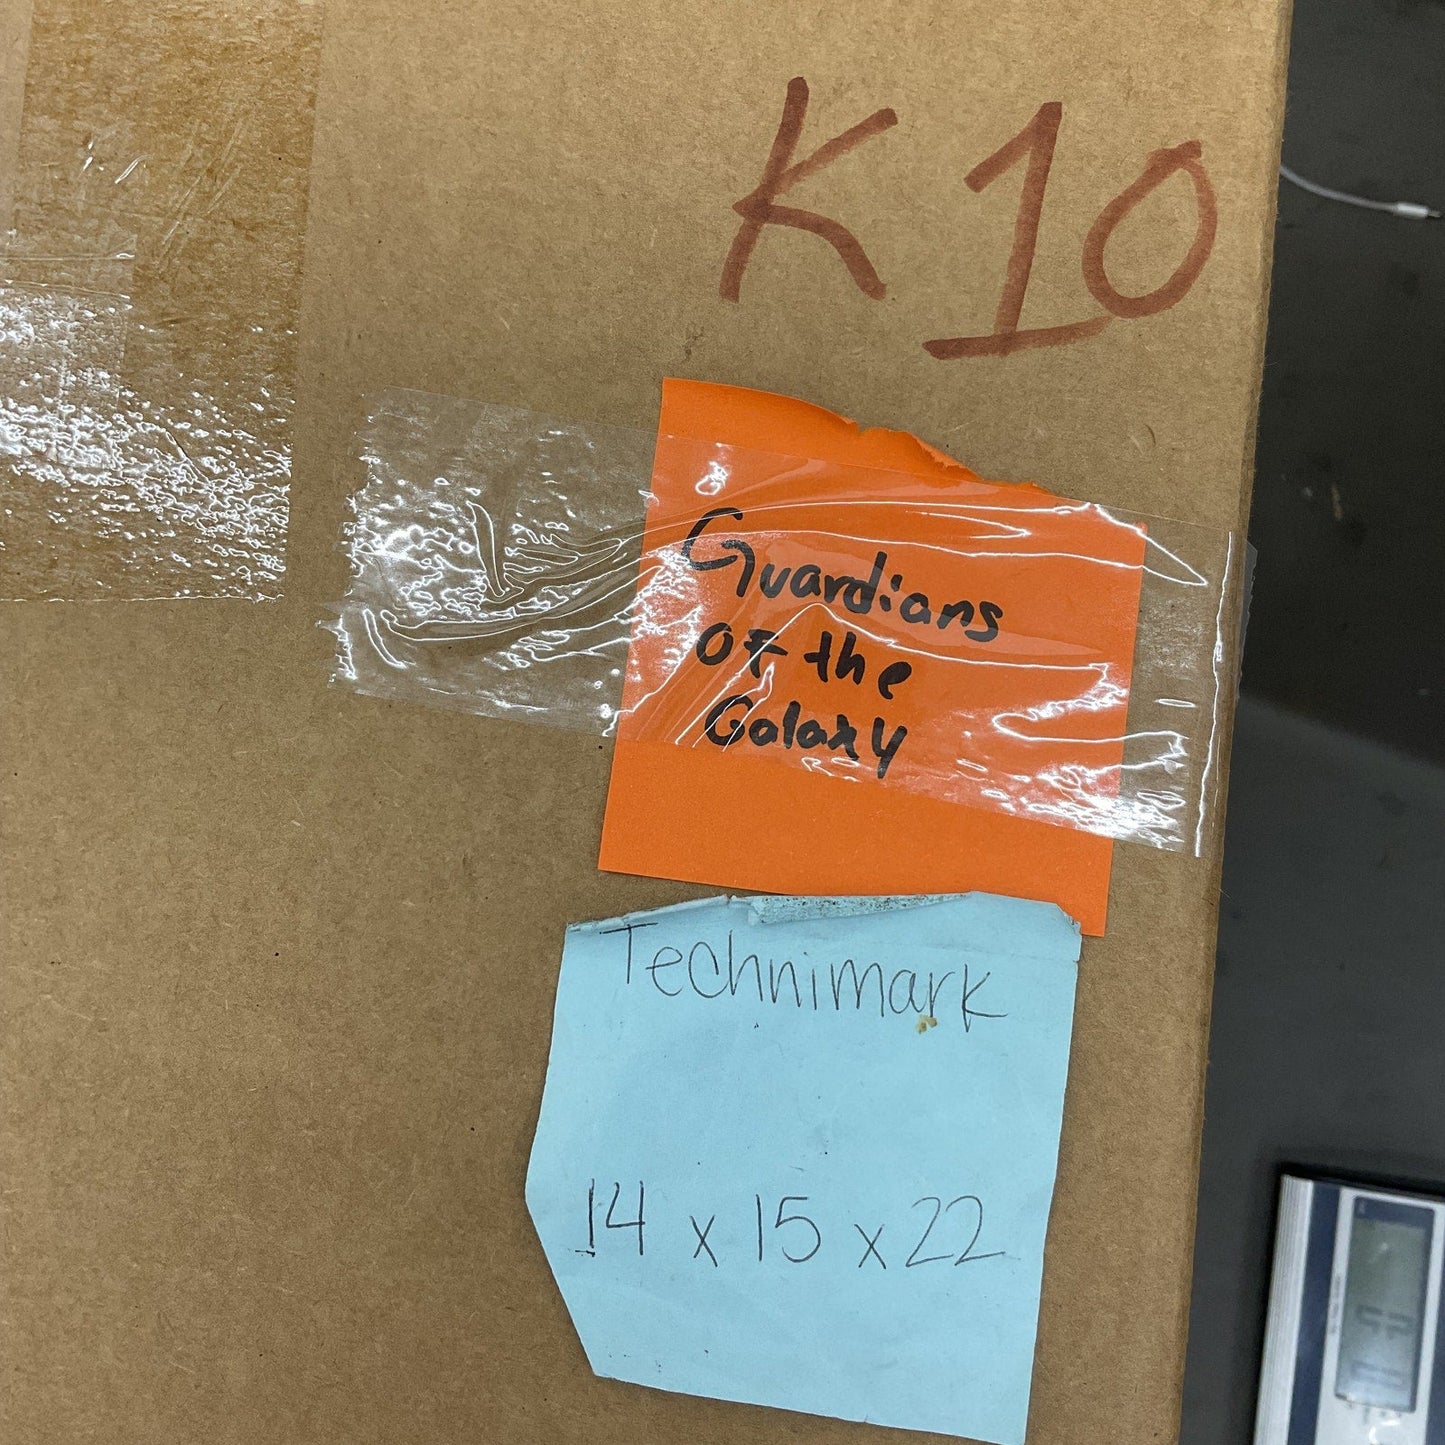 K10
Guardians
of the
Galaxy
Technimark
14 x 15 x 22